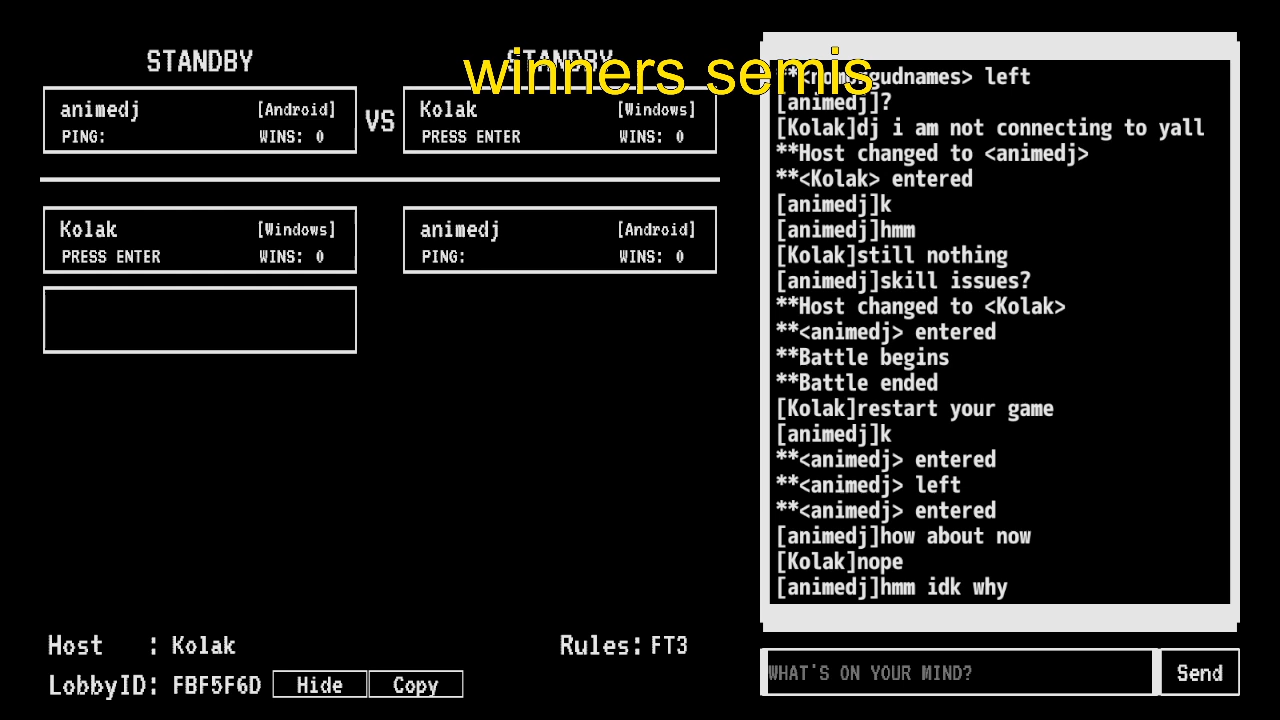 STANDBY
STANDBY
winners semis
animedj [Android]
PING: WINS: 0
VS
Kolak [Windows]
PRESS ENTER WINS: 0
Kolak [Windows]
PRESS ENTER WINS: 0
animedj [Android]
PING: WINS: 0
Host : Kolak
Rules: FT3
LobbyID: FBF5F6D Hide Copy
left
[animedj]?
[Kolak]dj i am not connecting to yall
**Host changed to <animedj>
**<Kolak> entered
[animedj]k
[animedj]hmm
[Kolak]still nothing
[animedj]skill issues?
**Host changed to <Kolak>
**<animedj> entered
**Battle begins
**Battle ended
[Kolak]restart your game
[animedj]k
**<animedj> entered
**<animedj> left
**<animedj> entered
[animedj]how about now
[Kolak]nope
[animedj]hmm idk why
WHAT'S ON YOUR MIND? Send